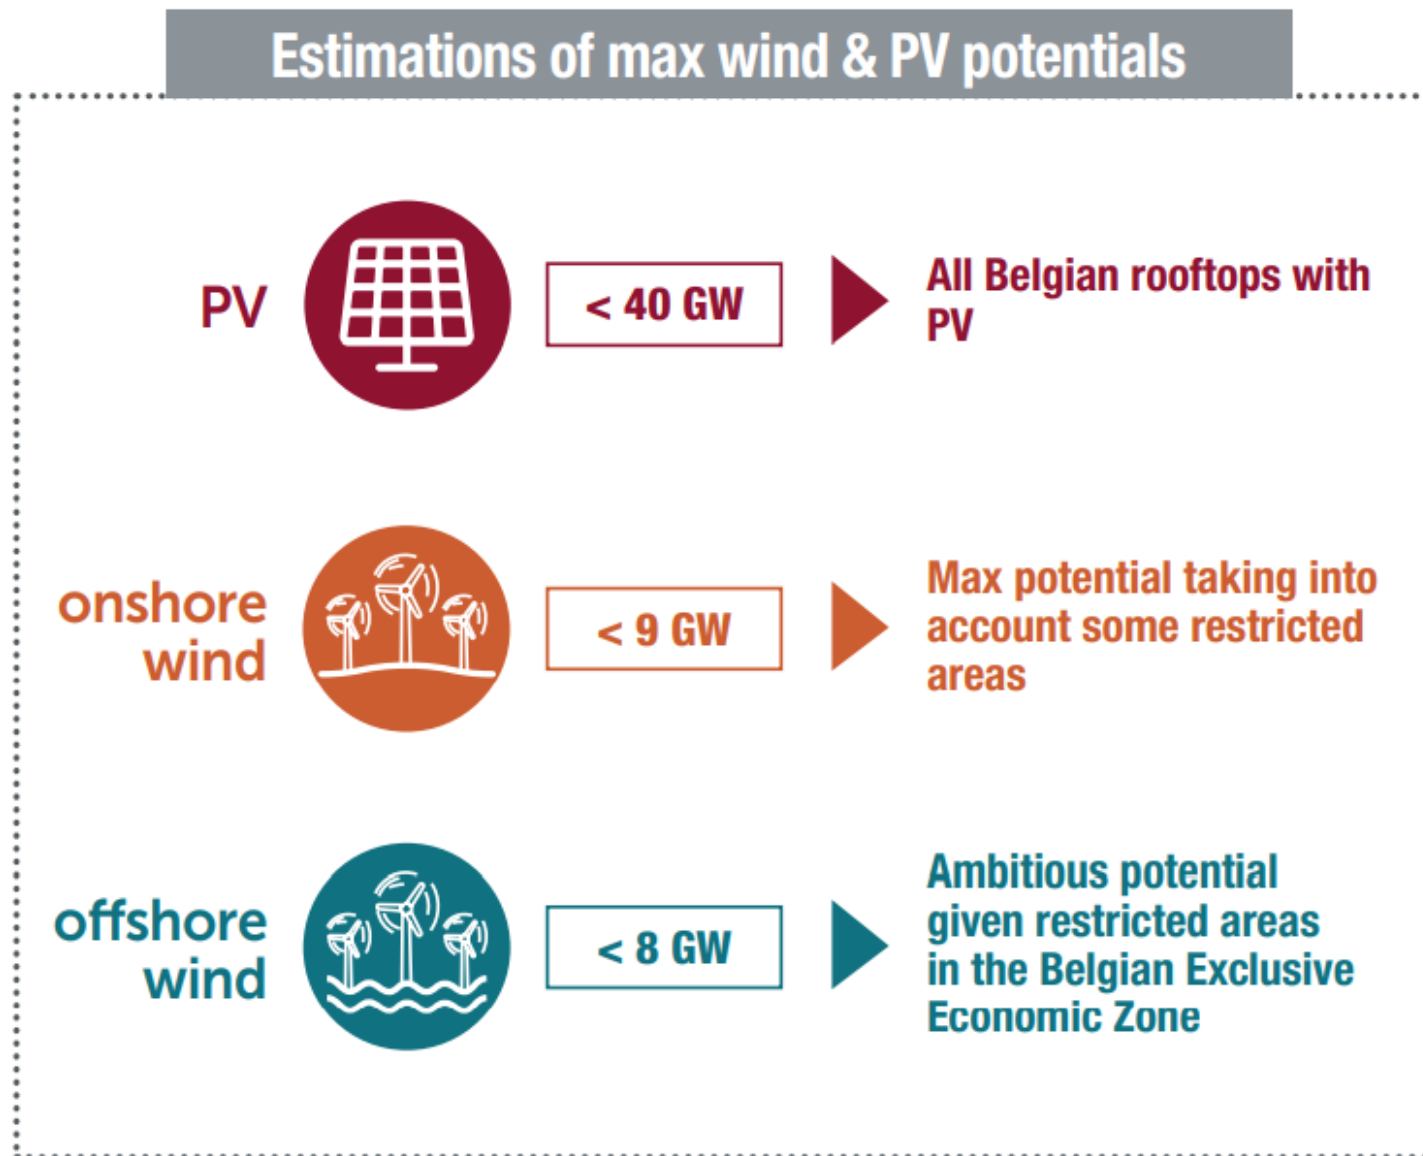 Estimations of max wind & PV potentials
PV
< 40 GW
All Belgian rooftops with
PV
onshore
wind
< 9 GW
Max potential taking into
account some restricted
areas
offshore
wind
< 8 GW
Ambitious potential
given restricted areas
in the Belgian Exclusive
Economic Zone